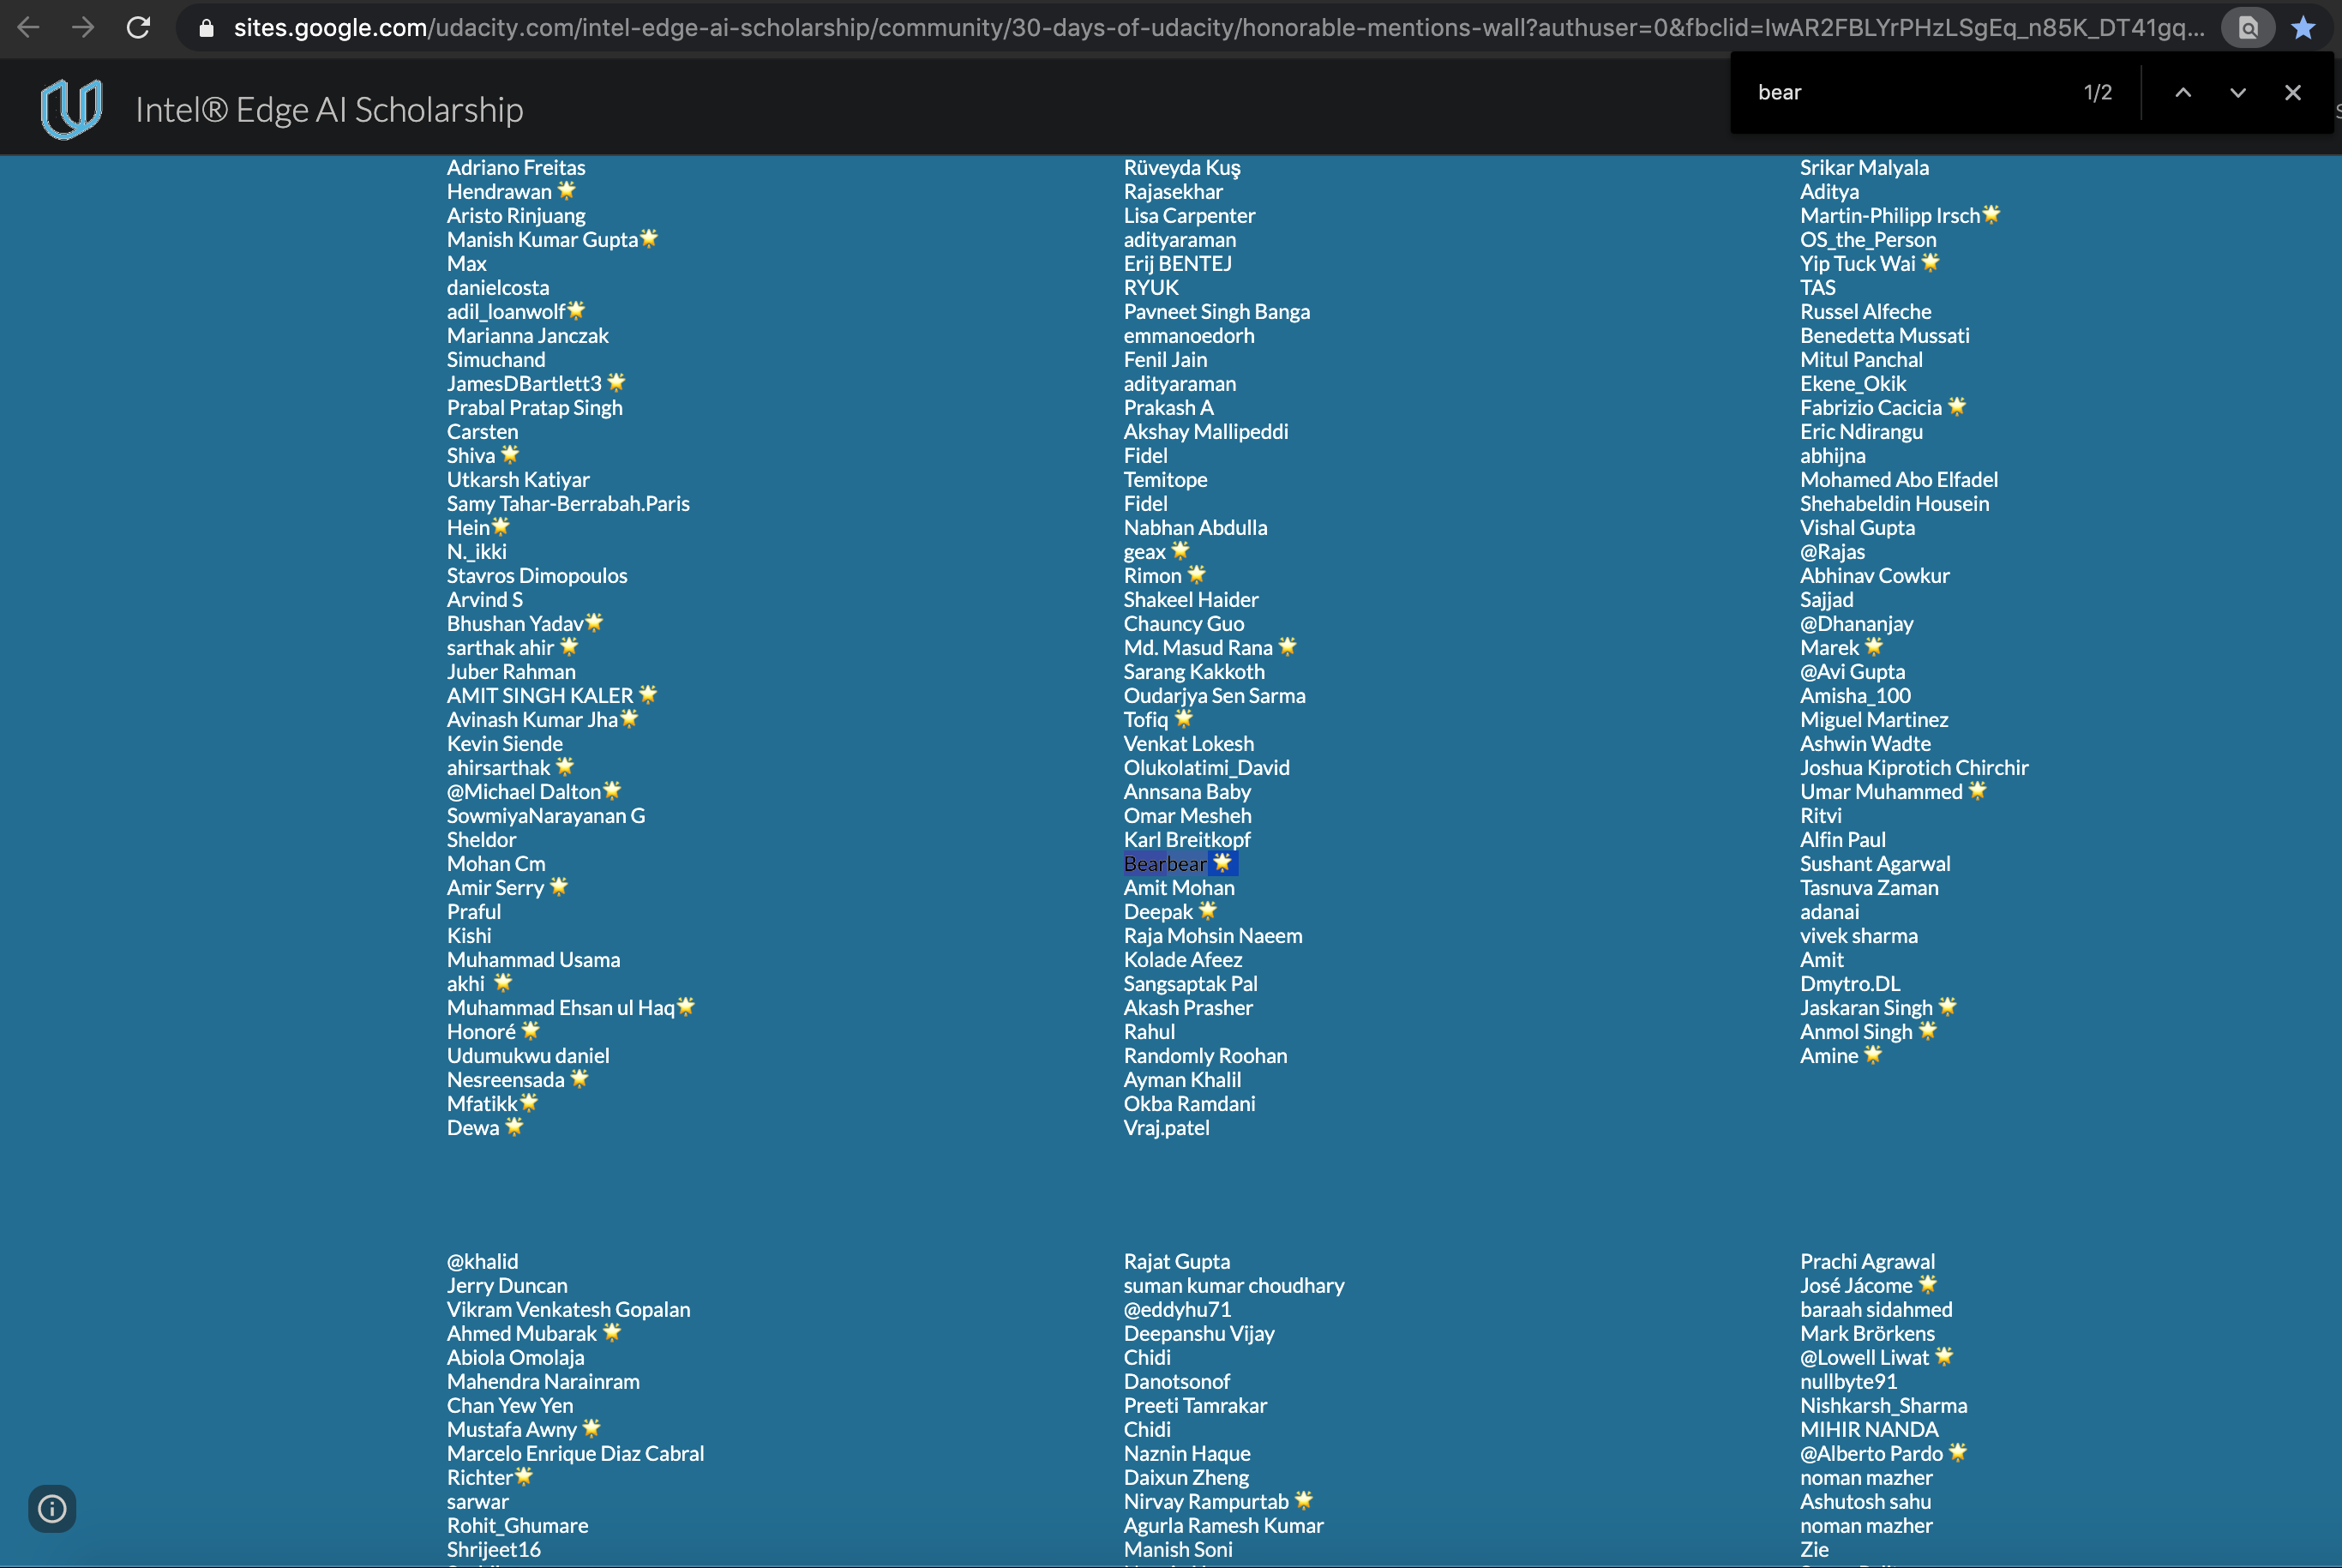 sites.google.com/udacity.com/intel-edge-ai-scholarship/community/30-days-of-udacity/honorable-mentions-wall?authuser=0&fbclid=IwAR2FBLYrPHzLSgEq_n85K_DT41gq...
bear 1/2
Intel® Edge AI Scholarship
Adriano Freitas
Hendrawan 🌟
Aristo Rinjuang
Manish Kumar Gupta🌟
Max
danielcosta
adil_loanwolf🌟
Marianna Janczak
Simuchand
JamesDBartlett3 🌟
Prabal Pratap Singh
Carsten
Shiva 🌟
Utkarsh Katiyar
Samy Tahar-Berrabah.Paris
Hein🌟
N._ikki
Stavros Dimopoulos
Arvind S
Bhushan Yadav🌟
sarthak ahir 🌟
Juber Rahman
AMIT SINGH KALER 🌟
Avinash Kumar Jha🌟
Kevin Siende
ahirsarthak 🌟
@Michael Dalton🌟
SowmiyaNarayanan G
Sheldor
Mohan Cm
Amir Serry 🌟
Praful
Kishi
Muhammad Usama
akhi 🌟
Muhammad Ehsan ul Haq🌟
Honoré 🌟
Udumukwu daniel
Nesreensada 🌟
Mfatikk🌟
Dewa 🌟
Rüveyda Kuş
Rajasekhar
Lisa Carpenter
adityaraman
Erij BENTEJ
RYUK
Pavneet Singh Banga
emmanoedorh
Fenil Jain
adityaraman
Prakash A
Akshay Mallipeddi
Fidel
Temitope
Fidel
Nabhan Abdulla
geax 🌟
Rimon 🌟
Shakeel Haider
Chauncy Guo
Md. Masud Rana 🌟
Sarang Kakkoth
Oudarjya Sen Sarma
Tofiq 🌟
Venkat Lokesh
Olukolatimi_David
Annsana Baby
Omar Mesheh
Karl Breitkopf
Bearbear 🌟
Amit Mohan
Deepak 🌟
Raja Mohsin Naeem
Kolade Afeez
Sangsaptak Pal
Akash Prasher
Rahul
Randomly Roohan
Ayman Khalil
Okba Ramdani
Vraj.patel
Srikar Malyala
Aditya
Martin-Philipp Irsch🌟
OS_the_Person
Yip Tuck Wai 🌟
TAS
Russel Alfeche
Benedetta Mussati
Mitul Panchal
Ekene_Okik
Fabrizio Cacicia 🌟
Eric Ndirangu
abhijna
Mohamed Abo Elfadel
Shehabeldin Housein
Vishal Gupta
@Rajas
Abhinav Cowkur
Sajjad
@Dhananjay
Marek 🌟
@Avi Gupta
Amisha_100
Miguel Martinez
Ashwin Wadte
Joshua Kiprotich Chirchir
Umar Muhammed 🌟
Ritvi
Alfin Paul
Sushant Agarwal
Tasnuva Zaman
adanai
vivek sharma
Amit
Dmytro.DL
Jaskaran Singh 🌟
Anmol Singh 🌟
Amine 🌟
@khalid
Jerry Duncan
Vikram Venkatesh Gopalan
Ahmed Mubarak 🌟
Abiola Omolaja
Mahendra Narainram
Chan Yew Yen
Mustafa Awny 🌟
Marcelo Enrique Diaz Cabral
Richter🌟
sarwar
Rohit_Ghumare
Shrijeet16
Rajat Gupta
suman kumar choudhary
@eddyhu71
Deepanshu Vijay
Chidi
Danotsonof
Preeti Tamrakar
Chidi
Naznin Haque
Daixun Zheng
Nirvay Rampurtab 🌟
Agurla Ramesh Kumar
Manish Soni
Prachi Agrawal
José Jácome 🌟
baraah sidahmed
Mark Brörkens
@Lowell Liwat 🌟
nullbyte91
Nishkarsh_Sharma
MIHIR NANDA
@Alberto Pardo 🌟
noman mazher
Ashutosh sahu
noman mazher
Zie